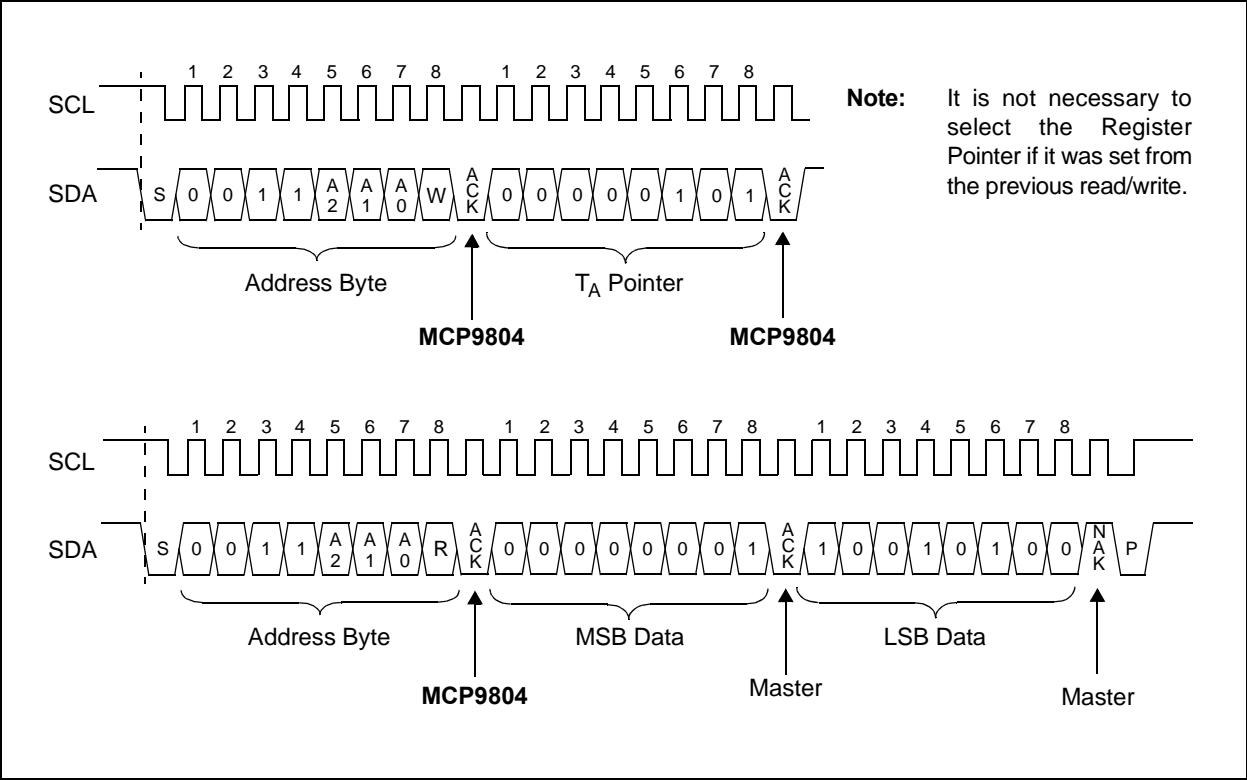 1 2 3 4 5 6 7 8 1 2 3 4 5 6 7 8
SCL
SDA
S 0 0 1 1 A2 A1 A0 W ACK 0 0 0 0 0 1 0 1 ACK
Address Byte
TA Pointer
MCP9804
MCP9804
Note: It is not necessary to
select the Register
Pointer if it was set from
the previous read/write.
1 2 3 4 5 6 7 8 1 2 3 4 5 6 7 8 1 2 3 4 5 6 7 8
SCL
SDA
S 0 0 1 1 A2 A1 A0 R ACK 0 0 0 0 0 0 0 1 ACK 1 0 0 1 0 1 0 0 NAK P
Address Byte
MSB Data
LSB Data
MCP9804
Master
Master